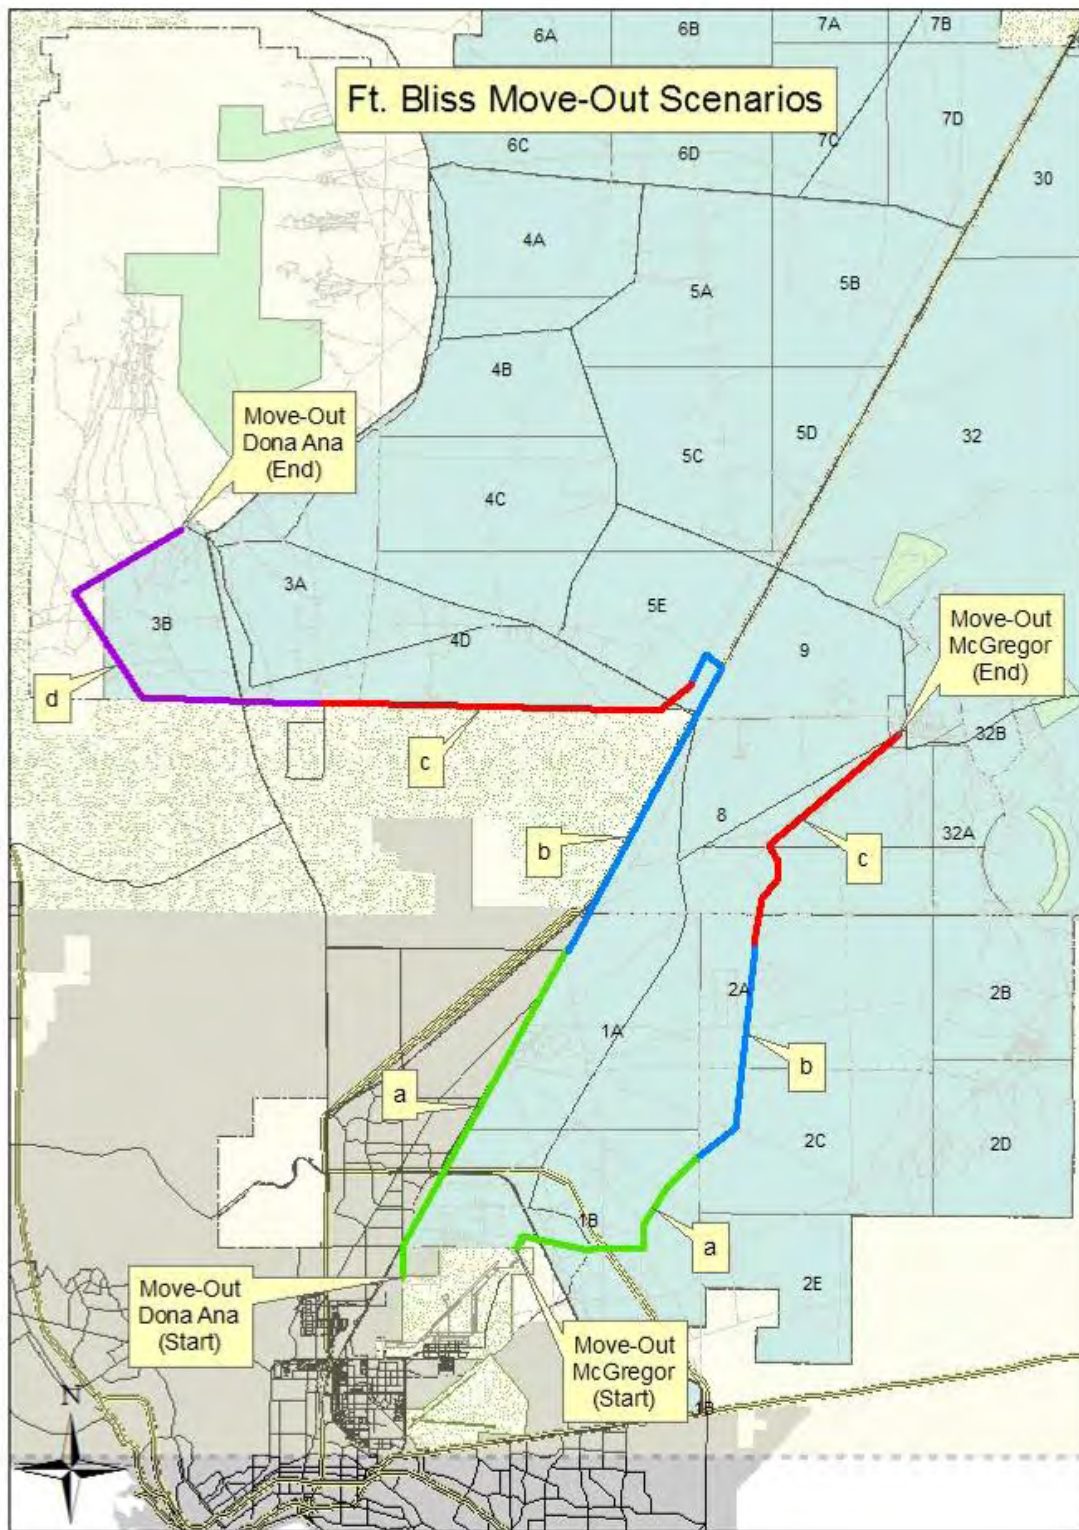 6A
6B
7A
7B
Ft. Bliss Move-Out Scenarios
6C
6D
7C
7D
30
4A
5A
5B
4B
Move-Out
Dona Ana
(End)
5C
5D
32
4C
3A
3B
4D
5E
9
Move-Out
McGregor
(End)
d
c
32B
b
8
c
32A
2A
2B
1A
a
b
2C
2D
1B
a
2E
Move-Out
Dona Ana
(Start)
Move-Out
McGregor
(Start)
N
1B